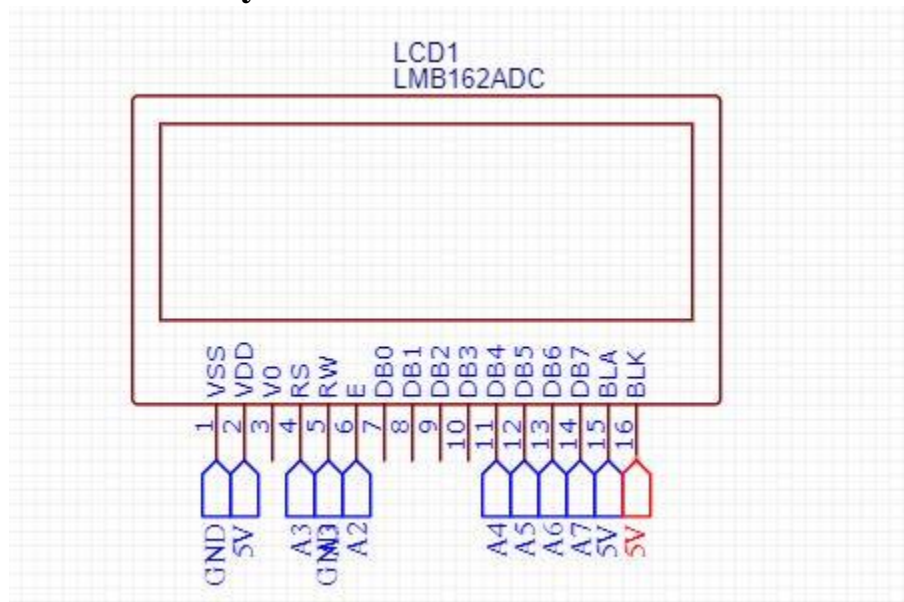 LCD1
LMB162ADC
VSS VDD V0 RS RW E DB0 DB1 DB2 DB3 DB4 DB5 DB6 DB7 BLA BLK
1 2 3 4 5 6 7 8 9 10 11 12 13 14 15 16
GND 5V A3 GND A2 A4 A5 A6 A7 5V 5V